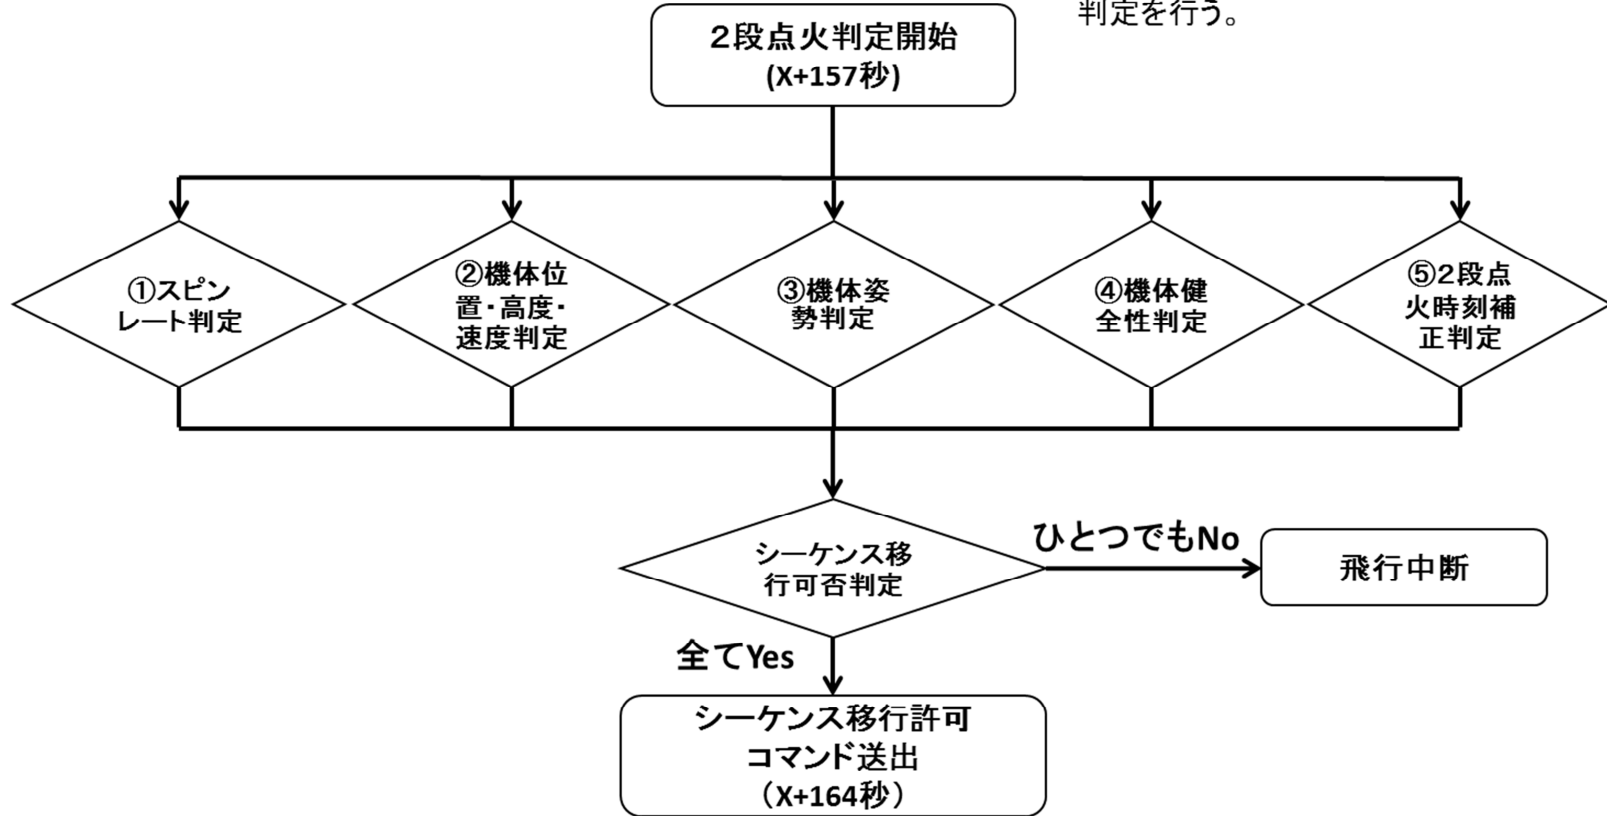 判定を行う。
２段点火判定開始
(X+157秒)
①スピン
レート判定
②機体位
置・高度・
速度判定
③機体姿
勢判定
④機体健
全性判定
⑤２段点
火時刻補
正判定
シーケンス移
行可否判定
ひとつでもNo
飛行中断
全てYes
シーケンス移行許可
コマンド送出
（X+164秒）